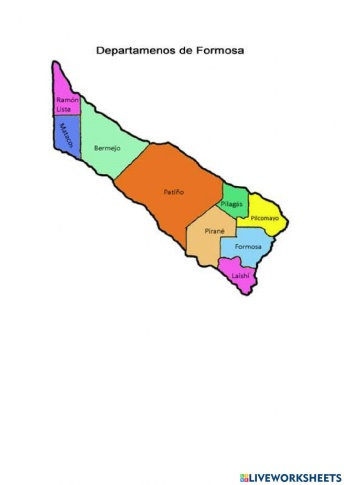 Departamenos de Formosa
Ramón
Lista
Matacos
Bermejo
Patiño
Pilagás
Pilcomayo
Pirané
Formosa
Laishí
LIVEWORKSHEETS